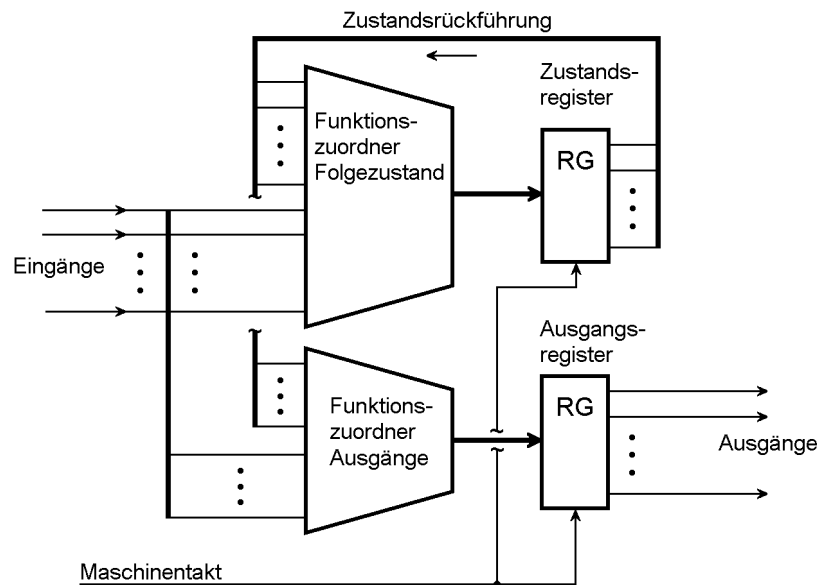 Zustandsrückführung
Zustands-
register
Funktions-
zuordner
Folgezustand
RG
Eingänge
Ausgangs-
register
Funktions-
zuordner
Ausgänge
RG
Ausgänge
Maschinentakt